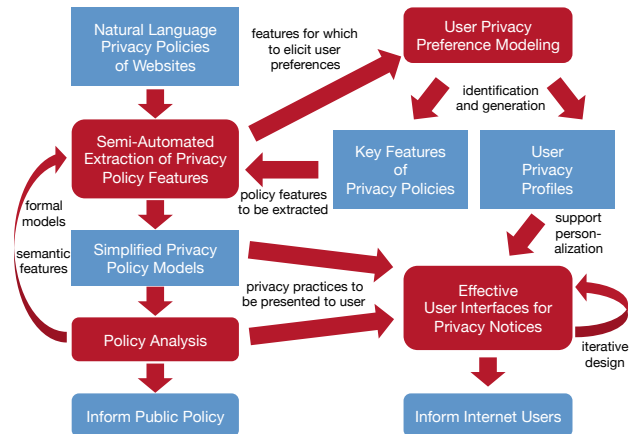 Natural Language
Privacy Policies
of Websites
features for which
to elicit user
preferences
User Privacy
Preference Modeling
identification
and generation
Semi-Automated
Extraction of Privacy
Policy Features
Key Features
of
Privacy Policies
User
Privacy
Profiles
policy features
to be extracted
formal
models
semantic
features
support
person-
alization
Simplified Privacy
Policy Models
privacy practices to
be presented to user
Effective
User Interfaces for
Privacy Notices
Policy Analysis
iterative
design
Inform Public Policy
Inform Internet Users